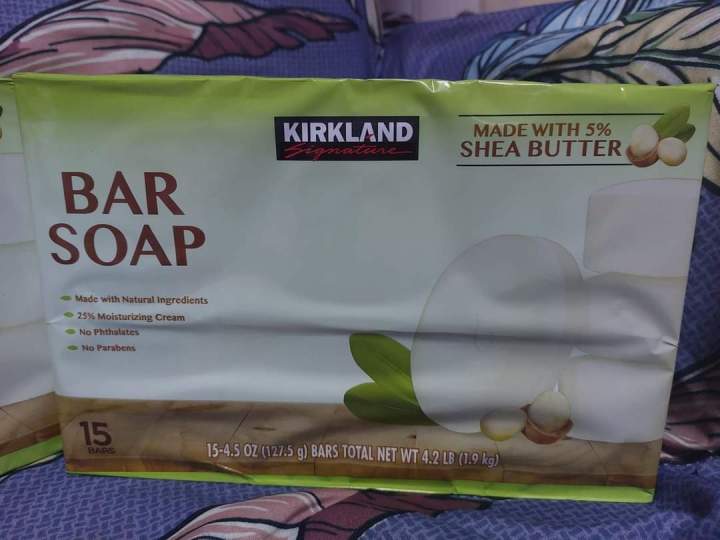 KIRKLAND
Signature
MADE WITH 5%
SHEA BUTTER
BAR
SOAP
Made with Natural Ingredients
25% Moisturizing Cream
No Phthalates
No Parabens
15
BARS
15-4.5 OZ (127.5 g) BARS TOTAL NET WT 4.2 LB (1.9 kg)